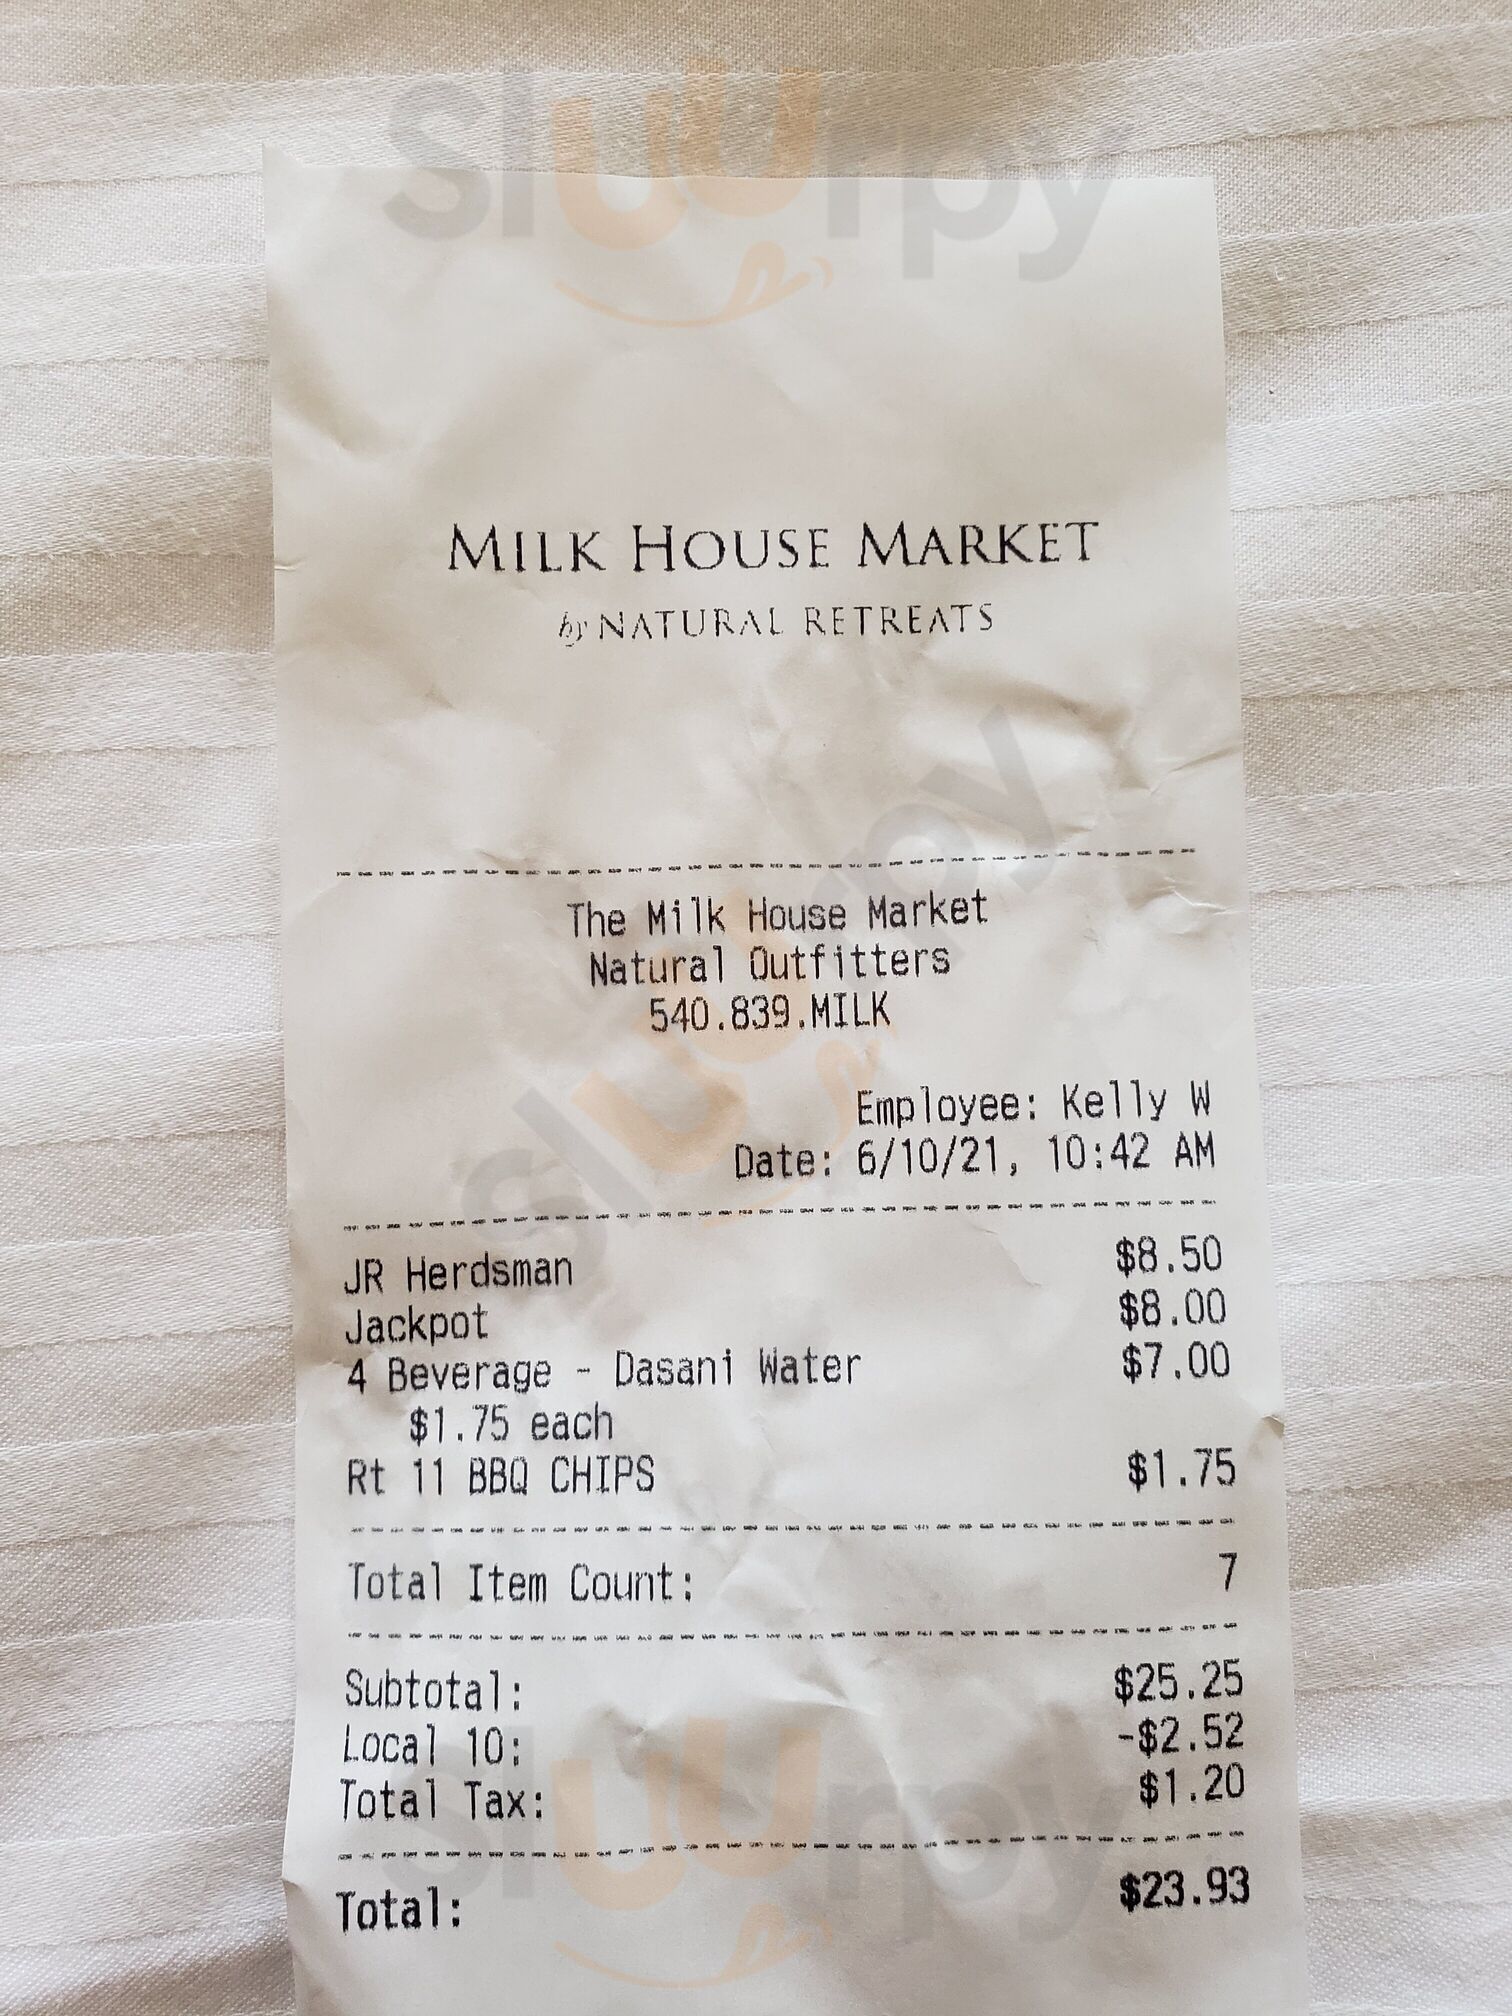 sluurpy
MILK HOUSE MARKET
by NATURAL RETREATS
The Milk House Market
Natural Outfitters
540.839.MILK
sluurpy
Employee: Kelly W
Date: 6/10/21, 10:42 AM
JR Herdsman $8.50
Jackpot $8.00
4 Beverage - Dasani Water $7.00
$1.75 each
Rt 11 BBQ CHIPS $1.75
Total Item Count: 7
Subtotal: $25.25
Local 10: -$2.52
Total Tax: $1.20
sluurpy
Total: $23.93